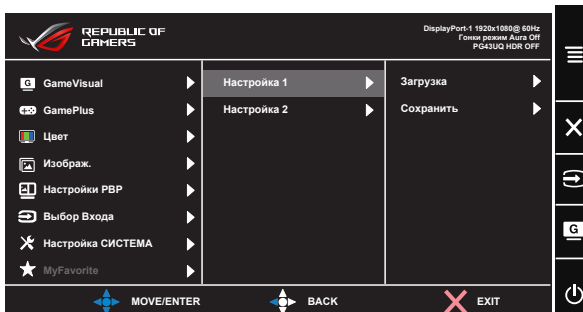 REPUBLIC OF
GAMERS
DisplayPort-1 1920x1080@ 60Hz
Гонки режим Aura Off
PG43UQ HDR OFF
G GameVisual
GamePlus
Цвет
Изображ.
Настройки PBP
Выбор Входа
Настройка СИСТЕМА
MyFavorite
Настройка 1
Настройка 2
Загрузка
Сохранить
G
MOVE/ENTER
BACK
EXIT